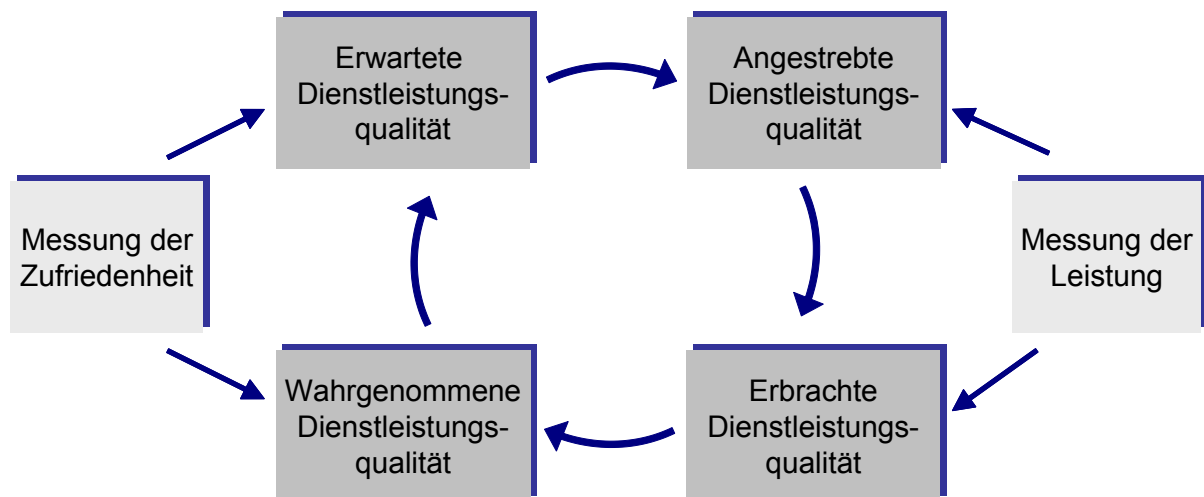 Erwartete
Dienstleistungs-
qualität
Angestrebte
Dienstleistungs-
qualität
Messung der
Zufriedenheit
Messung der
Leistung
Wahrgenommene
Dienstleistungs-
qualität
Erbrachte
Dienstleistungs-
qualität